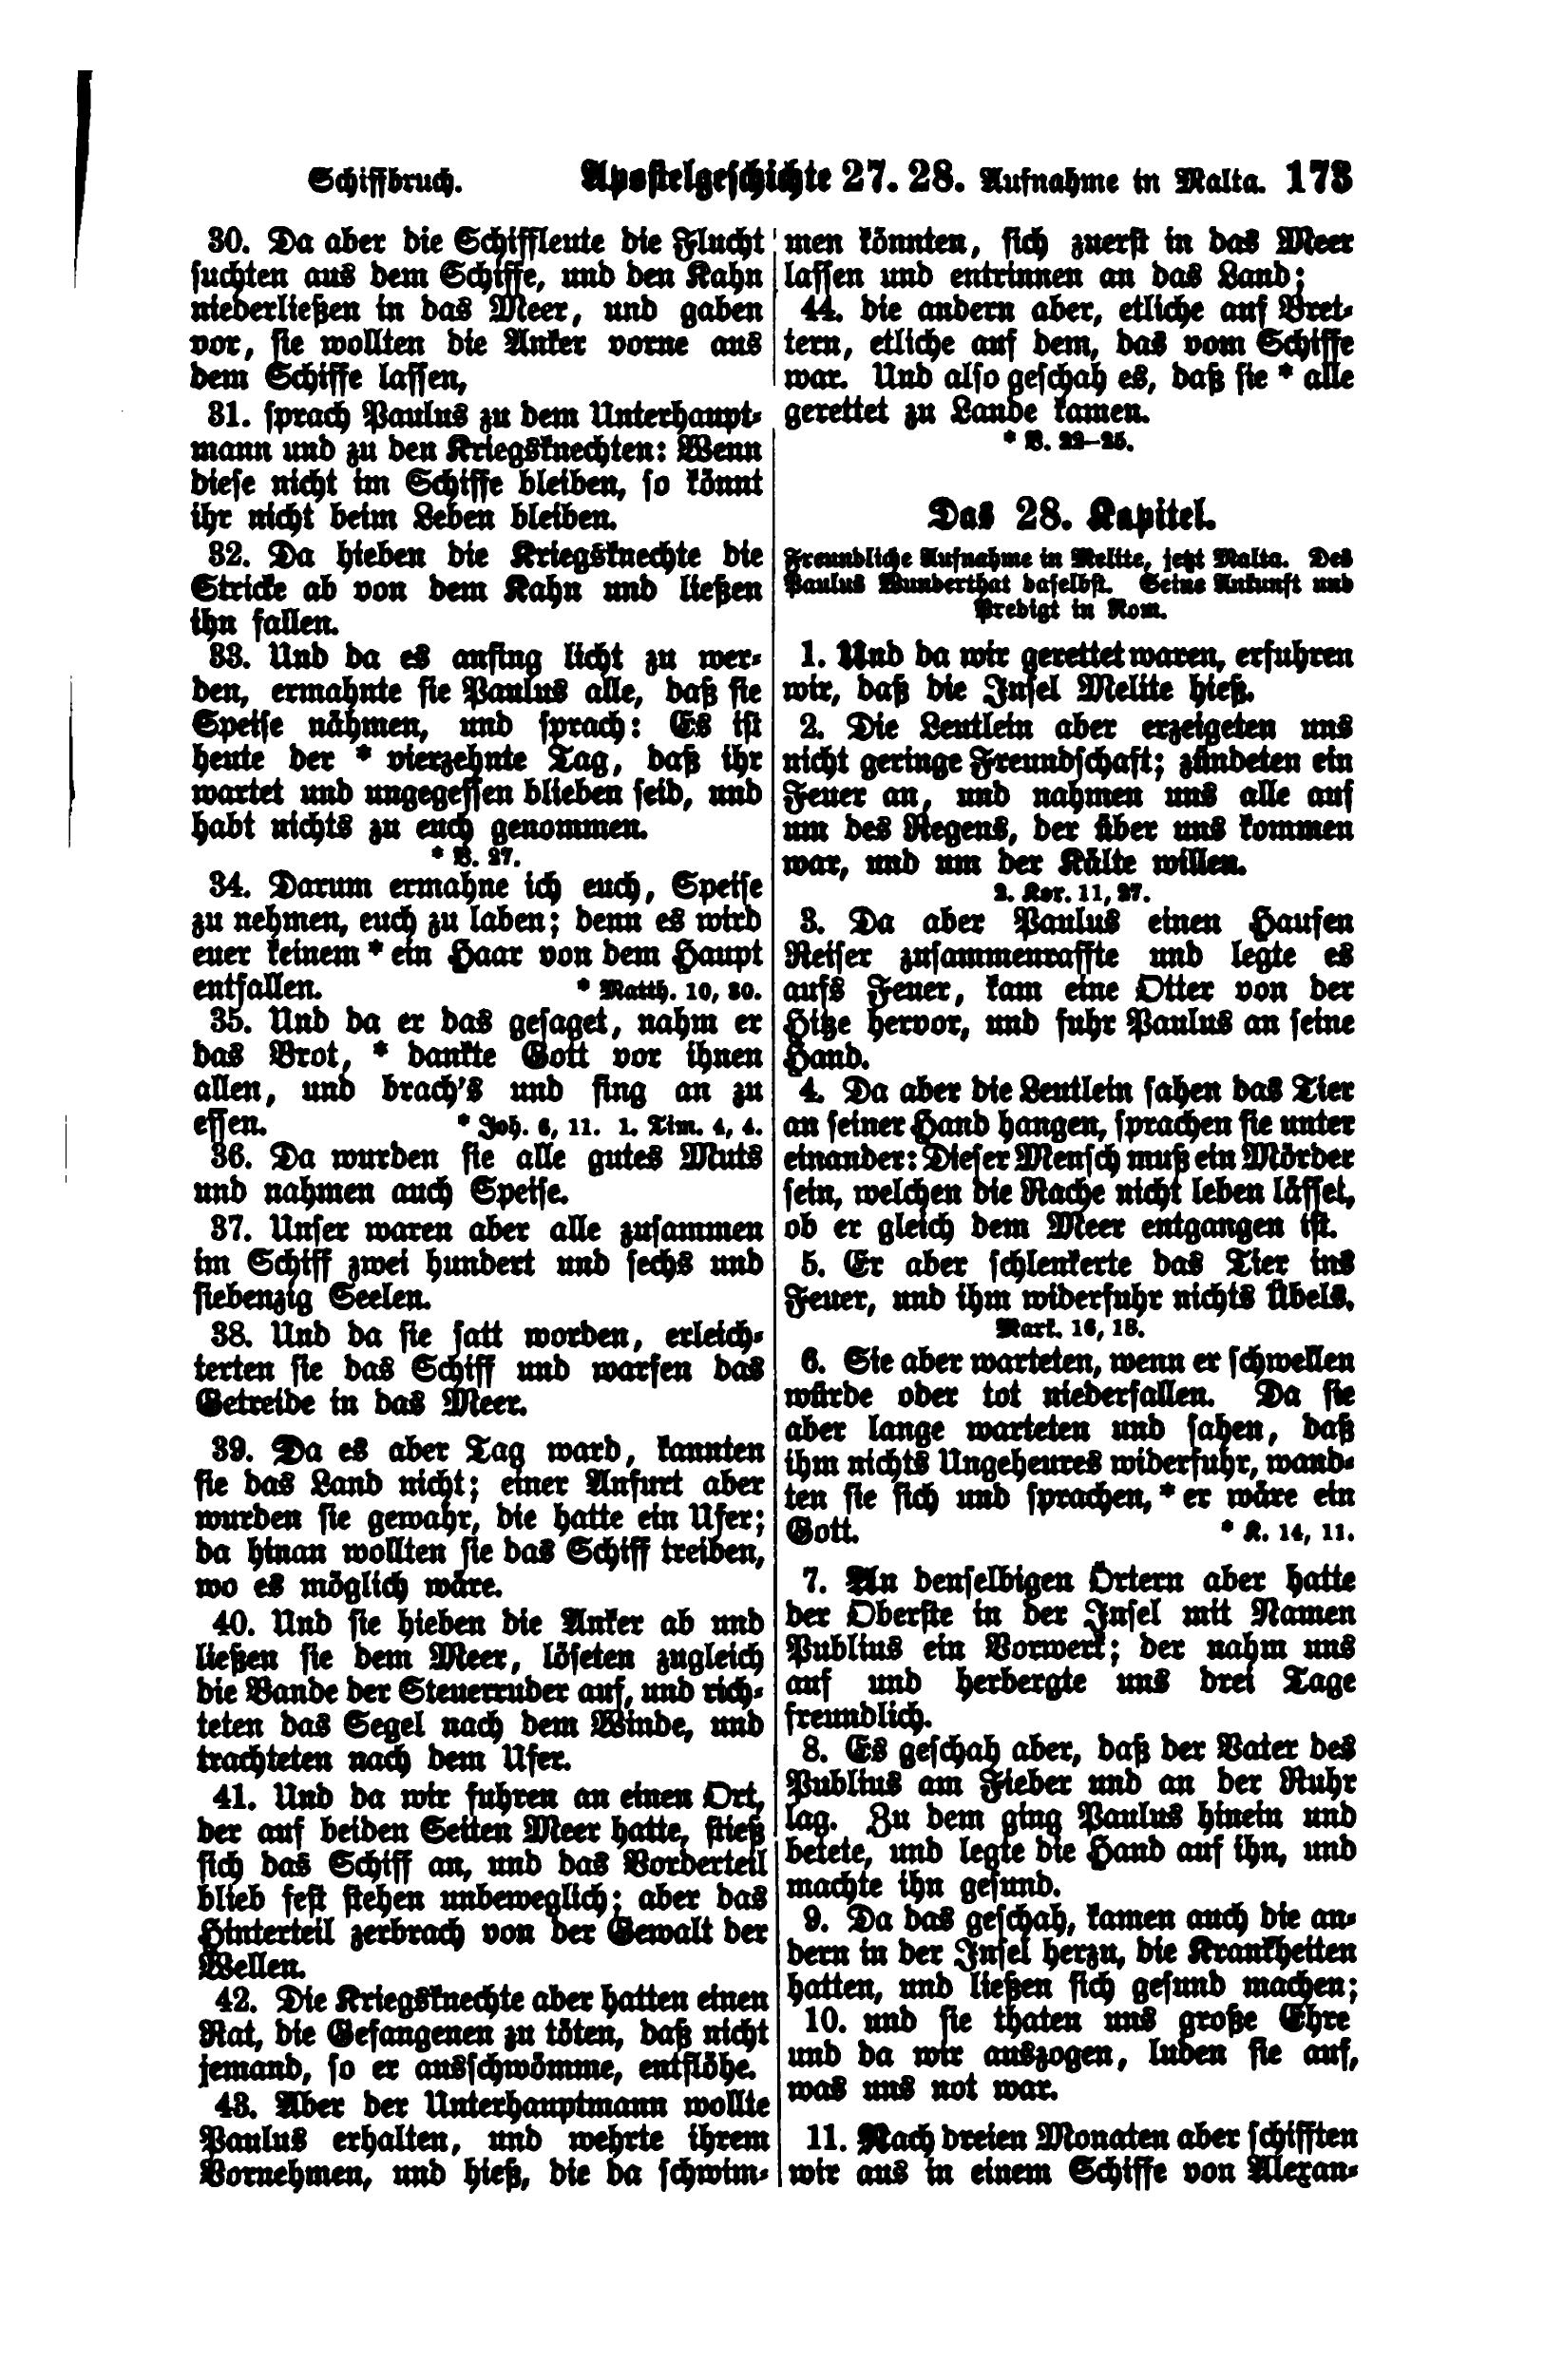 Schiffbruch. Apostelgeschichte 27. 28. Aufnahme in Malta. 173
30. Da aber die Schiffleute die Flucht
suchten aus dem Schiffe, und den Kahn
niederließen in das Meer, und gaben
vor, sie wollten die Anker vorne aus
dem Schiffe lassen,
31. sprach Paulus zu dem Unterhaupt-
mann und zu den Kriegsknechten: Wenn
diese nicht im Schiffe bleiben, so könnt
ihr nicht beim Leben bleiben.
32. Da hieben die Kriegsknechte die
Stricke ab von dem Kahn und ließen
ihn fallen.
33. Und da es anfing licht zu wer-
den, ermahnte sie Paulus alle, daß sie
Speise nähmen, und sprach: Es ist
heute der * vierzehnte Tag, daß ihr
wartet und ungegessen blieben seid, und
habt nichts zu euch genommen.
* V. 27.
34. Darum ermahne ich euch, Speise
zu nehmen, euch zu laben; denn es wird
euer keinem * ein Haar von dem Haupt
entfallen. * Matth. 10, 30.
35. Und da er das gesaget, nahm er
das Brot, * dankte Gott vor ihnen
allen, und brach's und fing an zu
essen. * Joh. 6, 11. 1. Tim. 4, 4.
36. Da wurden sie alle gutes Muts
und nahmen auch Speise.
37. Unser waren aber alle zusammen
im Schiff zwei hundert und sechs und
siebenzig Seelen.
38. Und da sie satt worden, erleich-
terten sie das Schiff und warfen das
Getreide in das Meer.
39. Da es aber Tag ward, kannten
sie das Land nicht; einer Anfurt aber
wurden sie gewahr, die hatte ein Ufer;
da hinan wollten sie das Schiff treiben,
wo es möglich wäre.
40. Und sie hieben die Anker ab und
ließen sie dem Meer, löseten zugleich
die Bande der Steuerruder auf, und rich-
teten das Segel nach dem Winde, und
trachteten nach dem Ufer.
41. Und da wir fuhren an einen Ort,
der auf beiden Seiten Meer hatte, stieß
sich das Schiff an, und das Vorderteil
blieb fest stehen unbeweglich; aber das
Hinterteil zerbrach von der Gewalt der
Wellen.
42. Die Kriegsknechte aber hatten einen
Rat, die Gefangenen zu töten, daß nicht
jemand, so er ausschwömme, entflöhe.
43. Aber der Unterhauptmann wollte
Paulus erhalten, und wehrte ihrem
Vornehmen, und hieß, die da schwim-
men könnten, sich zuerst in das Meer
lassen und entrinnen an das Land;
44. die andern aber, etliche auf Bret-
tern, etliche auf dem, das vom Schiffe
war. Und also geschah es, daß sie * alle
gerettet zu Lande kamen.
* V. 22–25.
Das 28. Kapitel.
Freundliche Aufnahme in Melite, jetzt Malta. Des
Paulus Wunderthat daselbst. Seine Ankunft und
Predigt in Rom.
1. Und da wir gerettet waren, erfuhren
wir, daß die Insel Melite hieß.
2. Die Leutlein aber erzeigeten uns
nicht geringe Freundschaft; zündeten ein
Feuer an, und nahmen uns alle auf
um des Regens, der über uns kommen
war, und um der Kälte willen.
2. Kor. 11, 27.
3. Da aber Paulus einen Haufen
Reiser zusammenraffte und legte es
aufs Feuer, kam eine Otter von der
Hitze hervor, und fuhr Paulus an seine
Hand.
4. Da aber die Leutlein sahen das Tier
an seiner Hand hangen, sprachen sie unter
einander: Dieser Mensch muß ein Mörder
sein, welchen die Rache nicht leben lässet,
ob er gleich dem Meer entgangen ist.
5. Er aber schlenkerte das Tier ins
Feuer, und ihm widerfuhr nichts Übels.
Mark. 16, 18.
6. Sie aber warteten, wenn er schwellen
würde oder tot niederfallen. Da sie
aber lange warteten und sahen, daß
ihm nichts Ungeheures widerfuhr, wand-
ten sie sich und sprachen, * er wäre ein
Gott. * K. 14, 11.
7. An denselbigen Örtern aber hatte
der Oberste in der Insel mit Namen
Publius ein Vorwerk; der nahm uns
auf und herbergte uns drei Tage
freundlich.
8. Es geschah aber, daß der Vater des
Publius am Fieber und an der Ruhr
lag. Zu dem ging Paulus hinein und
betete, und legte die Hand auf ihn, und
machte ihn gesund.
9. Da das geschah, kamen auch die an-
dern in der Insel herzu, die Krankheiten
hatten, und ließen sich gesund machen;
10. und sie thaten uns große Ehre
und da wir auszogen, luden sie auf,
was uns not war.
11. Nach dreien Monaten aber schifften
wir aus in einem Schiffe von Alexan-